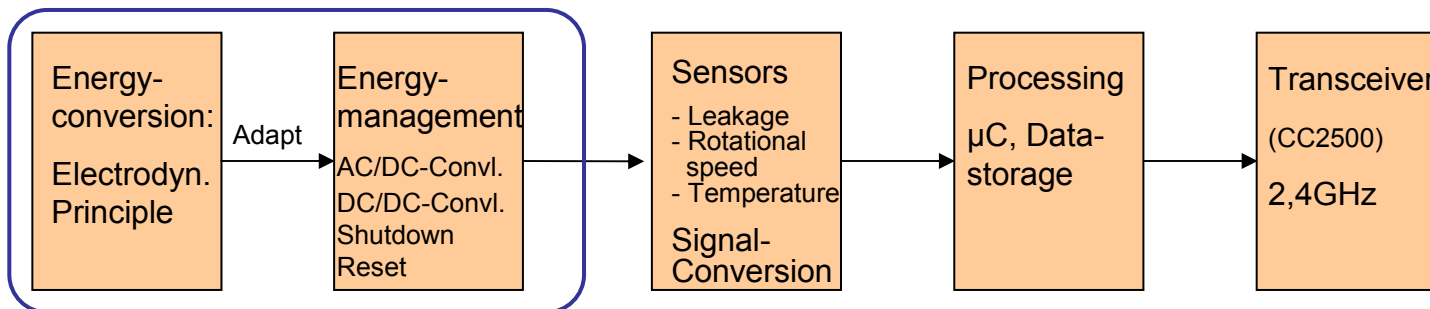 Energy-
conversion:
Electrodyn.
Principle
Adapt
Energy-
management
AC/DC-Convl.
DC/DC-Convl.
Shutdown
Reset
Sensors
- Leakage
- Rotational
speed
- Temperature
Signal-
Conversion
Processing
µC, Data-
storage
Transceiver
(CC2500)
2,4GHz